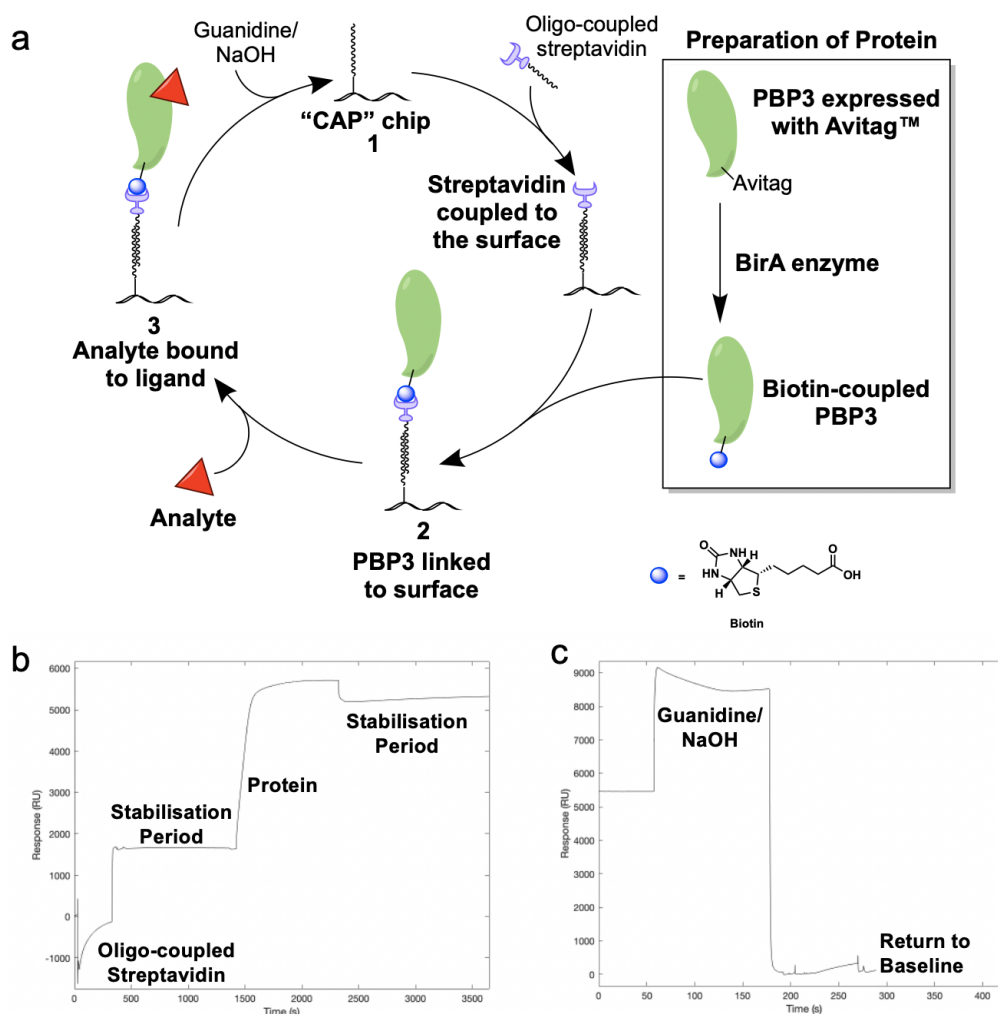 a
Guanidine/
NaOH
“CAP” chip
1
Oligo-coupled
streptavidin
Streptavidin
coupled to
the surface
3
Analyte bound
to ligand
Analyte
2
PBP3 linked
to surface
Preparation of Protein
PBP3 expressed
with Avitag™
Avitag
BirA enzyme
Biotin-coupled
PBP3
=
O
NH
H
HN
H
S
O
OH
Biotin
b
6000
5000
4000
3000
2000
1000
0
-1000
Response (RU)
Oligo-coupled
Streptavidin
Stabilisation
Period
Protein
Stabilisation
Period
0
500
1000
1500
2000
2500
3000
3500
Time (s)
c
9000
8000
7000
6000
5000
4000
3000
2000
1000
0
Response (RU)
Guanidine/
NaOH
Return to
Baseline
0
50
100
150
200
250
300
350
400
Time (s)